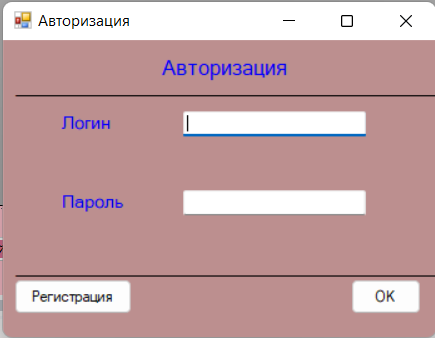 Авторизация
Авторизация
Логин
Пароль
Регистрация
OK